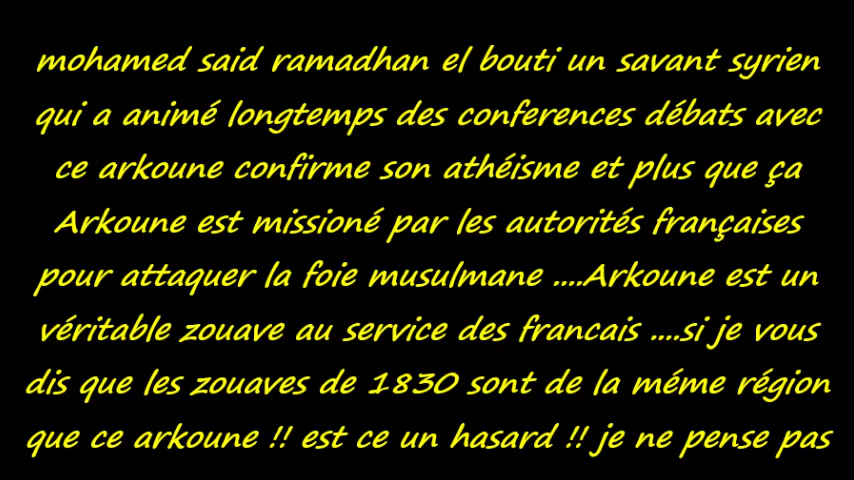 mohamed said ramadhan el bouti un savant syrien
qui a animé longtemps des conferences débats avec
ce arkoune confirme son athéisme et plus que ça
Arkoune est missioné par les autorités françaises
pour attaquer la foie musulmane ....Arkoune est un
véritable zouave au service des francais ....si je vous
dis que les zouaves de 1830 sont de la méme région
que ce arkoune !! est ce un hasard !! je ne pense pas